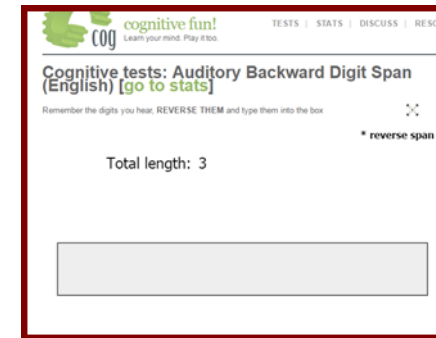 cog
cognitive fun!
Learn your mind. Play it too.
TESTS | STATS | DISCUSS |
Cognitive tests: Auditory Backward Digit Span
(English) [go to stats]
Remember the digits you hear, REVERSE THEM and type them into the box
* reverse span
Total length: 3